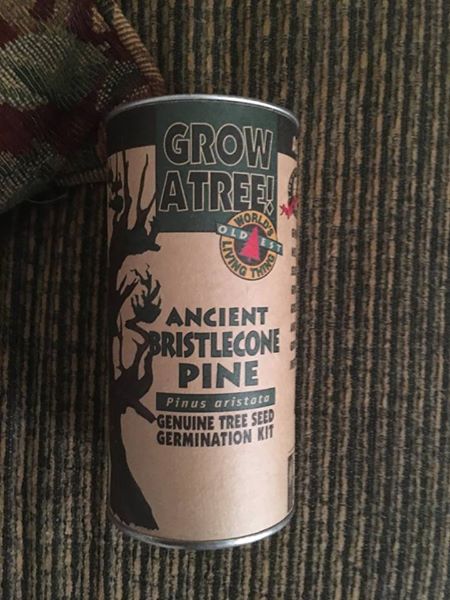 GROW
A TREE!
WORLD'S
OLDEST
LIVING THING
ANCIENT
BRISTLECONE
PINE
Pinus aristata
GENUINE TREE SEED
GERMINATION KIT